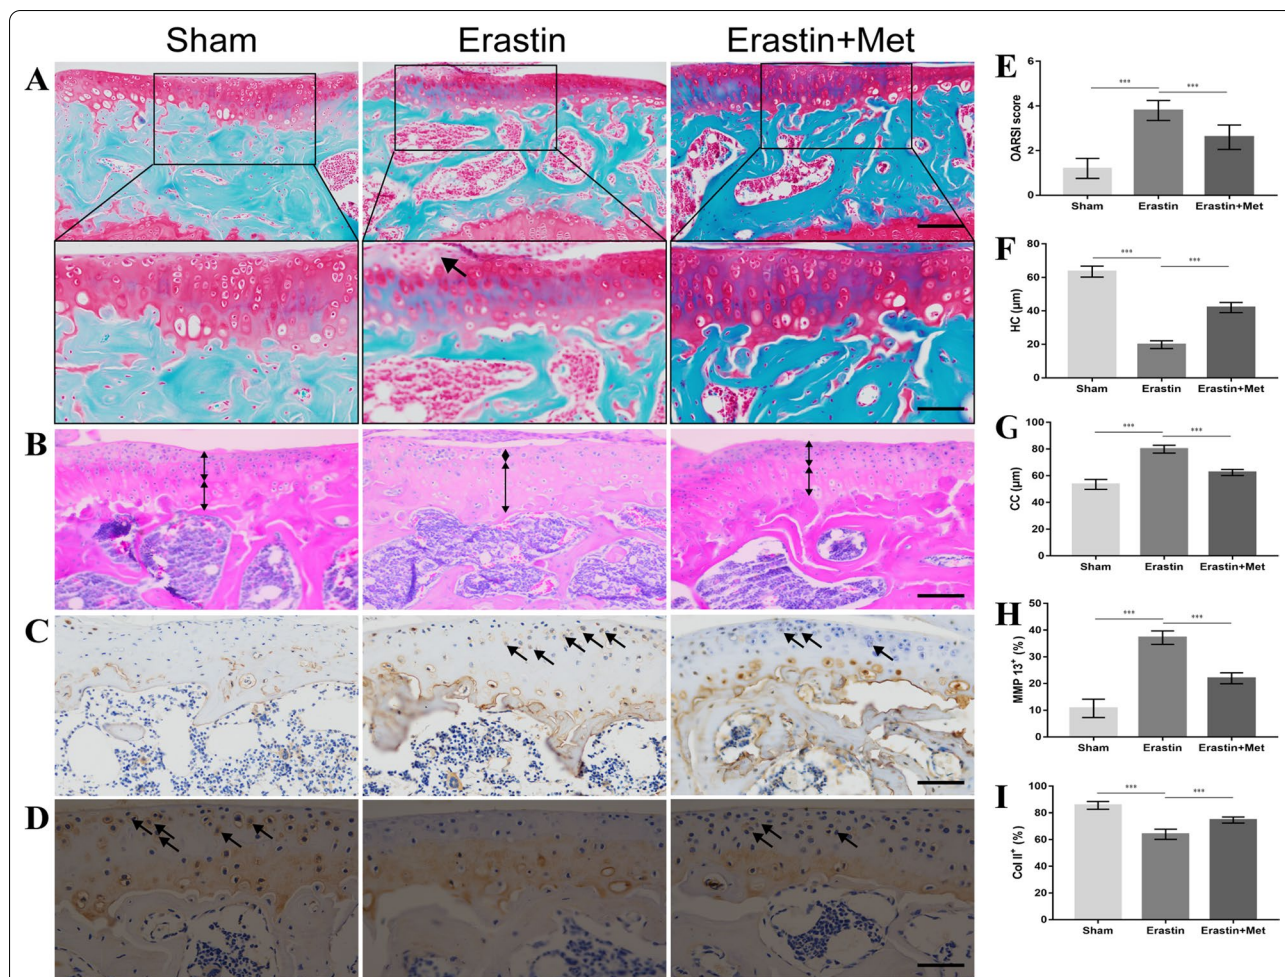 Sham
Erastin
Erastin+Met
A
B
C
D
E
OARSI score
6
4
2
0
***
***
Sham
Erastin
Erastin+Met
F
HC (μm)
80
60
40
20
0
***
***
Sham
Erastin
Erastin+Met
G
CC (μm)
100
80
60
40
20
0
***
***
Sham
Erastin
Erastin+Met
H
MMP 13⁺ (%)
50
40
30
20
10
0
***
***
Sham
Erastin
Erastin+Met
I
Col II⁺ (%)
100
80
60
40
20
0
***
***
Sham
Erastin
Erastin+Met